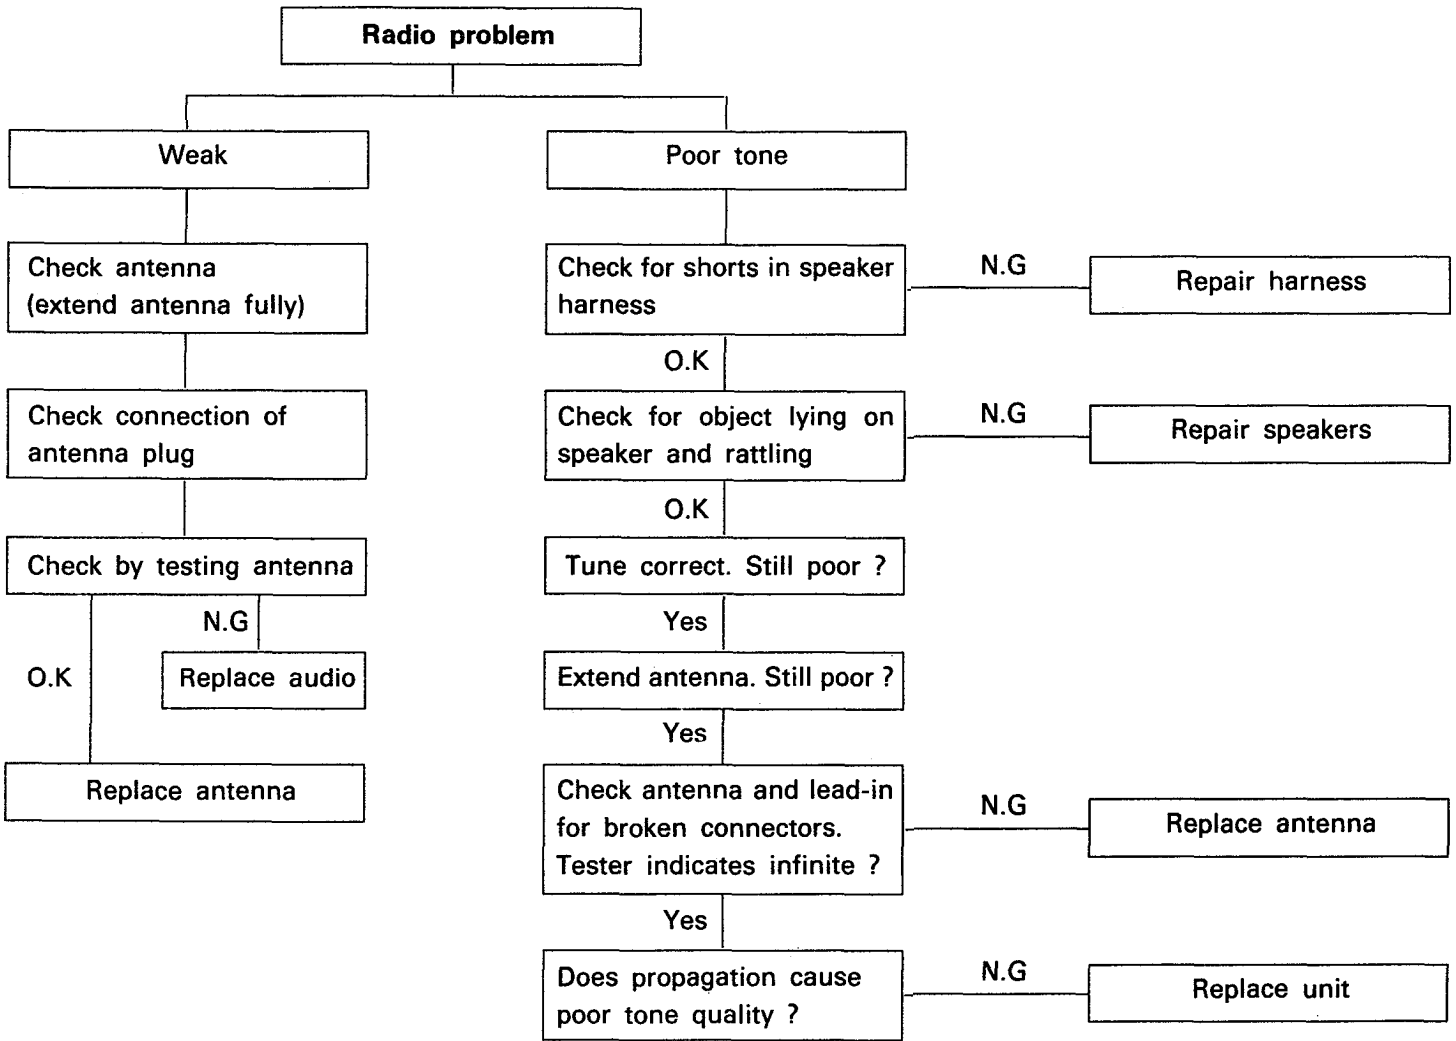 Radio problem
Weak
Poor tone
Check antenna
(extend antenna fully)
Check for shorts in speaker
harness
N.G
Repair harness
O.K
Check connection of
antenna plug
Check for object lying on
speaker and rattling
N.G
Repair speakers
O.K
Check by testing antenna
Tune correct. Still poor ?
N.G
Yes
O.K
Replace audio
Extend antenna. Still poor ?
Yes
Replace antenna
Check antenna and lead-in
for broken connectors.
Tester indicates infinite ?
N.G
Replace antenna
Yes
Does propagation cause
poor tone quality ?
N.G
Replace unit